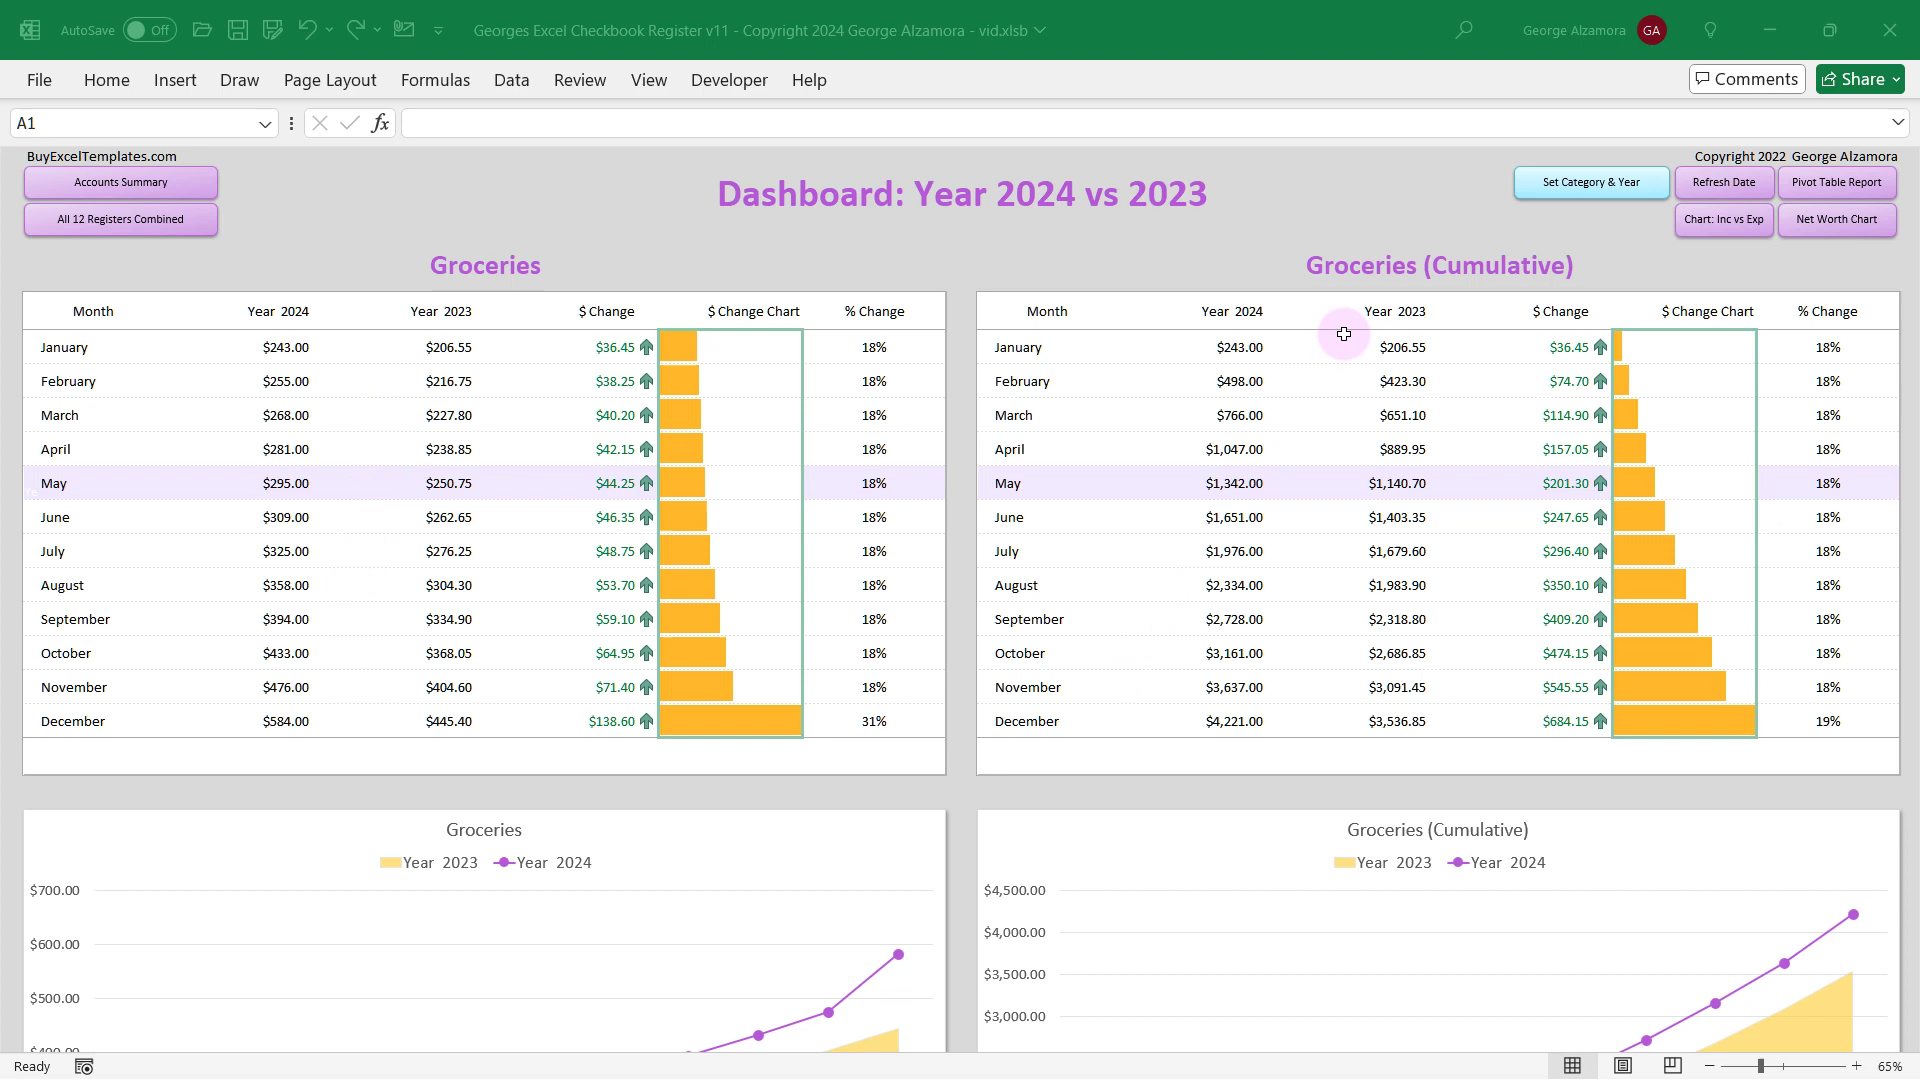 AutoSave Off Georges Excel Checkbook Register v11 - Copyright 2024 George Alzamora - vid.xlsb George Alzamora GA
File Home Insert Draw Page Layout Formulas Data Review View Developer Help Comments Share
A1 fx
BuyExcelTemplates.com Copyright 2022 George Alzamora
Accounts Summary Dashboard: Year 2024 vs 2023 Set Category & Year Refresh Date Pivot Table Report
All 12 Registers Combined Chart: Inc vs Exp Net Worth Chart
Groceries Groceries (Cumulative)
Month Year 2024 Year 2023 $ Change $ Change Chart % Change Month Year 2024 Year 2023 $ Change $ Change Chart % Change
January $243.00 $206.55 $36.45 18% January $243.00 $206.55 $36.45 18%
February $255.00 $216.75 $38.25 18% February $498.00 $423.30 $74.70 18%
March $268.00 $227.80 $40.20 18% March $766.00 $651.10 $114.90 18%
April $281.00 $238.85 $42.15 18% April $1,047.00 $889.95 $157.05 18%
May $295.00 $250.75 $44.25 18% May $1,342.00 $1,140.70 $201.30 18%
June $309.00 $262.65 $46.35 18% June $1,651.00 $1,403.35 $247.65 18%
July $325.00 $276.25 $48.75 18% July $1,976.00 $1,679.60 $296.40 18%
August $358.00 $304.30 $53.70 18% August $2,334.00 $1,983.90 $350.10 18%
September $394.00 $334.90 $59.10 18% September $2,728.00 $2,318.80 $409.20 18%
October $433.00 $368.05 $64.95 18% October $3,161.00 $2,686.85 $474.15 18%
November $476.00 $404.60 $71.40 18% November $3,637.00 $3,091.45 $545.55 18%
December $584.00 $445.40 $138.60 31% December $4,221.00 $3,536.85 $684.15 19%
Groceries Groceries (Cumulative)
Year 2023 Year 2024 Year 2023 Year 2024
$700.00 $4,500.00
$600.00 $4,000.00
$500.00 $3,500.00
$400.00 $3,000.00
Ready 65%